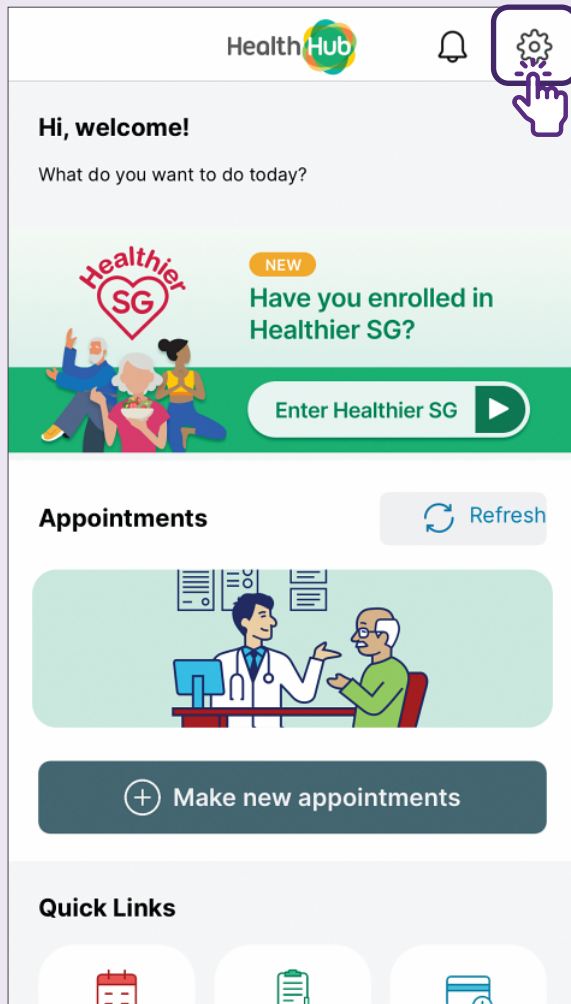 HealthHub
Hi, welcome!
What do you want to do today?
Healthier
SG
NEW
Have you enrolled in
Healthier SG?
Enter Healthier SG
Appointments
Refresh
Make new appointments
Quick Links